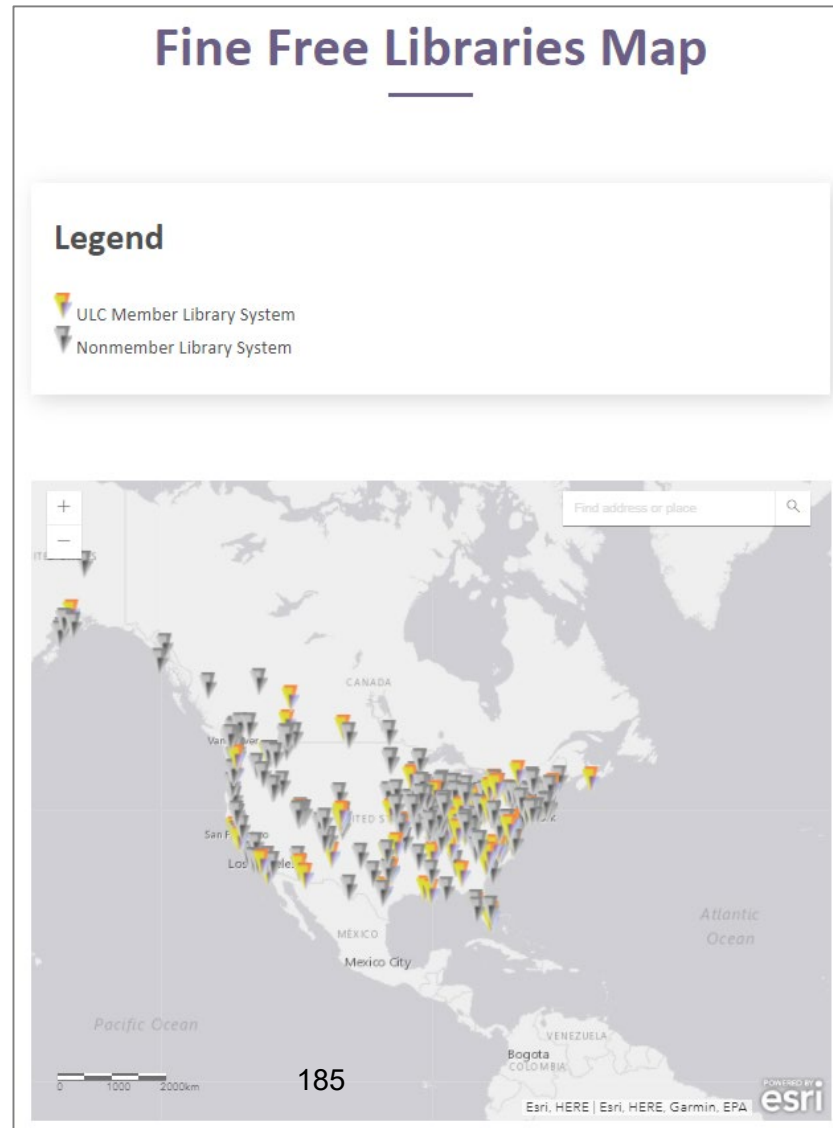 Fine Free Libraries Map
Legend
ULC Member Library System
Nonmember Library System
+
Find address or place
−
CANADA
MÉXICO
Mexico City
Atlantic
Ocean
Pacific Ocean
VENEZUELA
Bogota
COLOMBIA
0 1000 2000km
185
POWERED BY
esri
Esri, HERE | Esri, HERE, Garmin, EPA